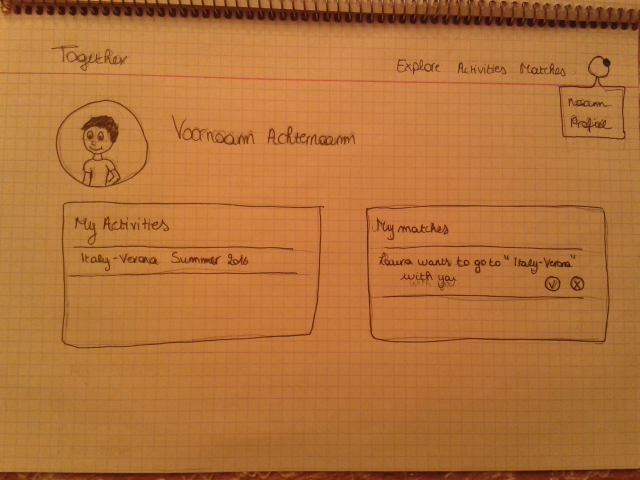 Together
Explore Activities Matches
Naam
Profiel
Voornaam Achternaam
My Activities
Italy-Verona Summer 2016
My matches
Laura wants to go to "Italy-Verona"
with you
V X